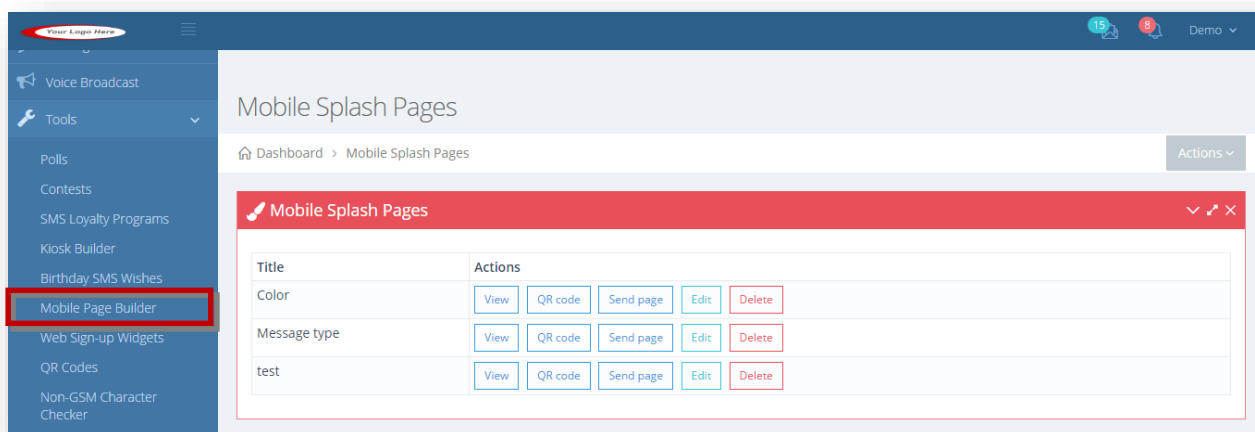 Your Logo Here
15
8
Demo
Voice Broadcast
Tools
Polls
Contests
SMS Loyalty Programs
Kiosk Builder
Birthday SMS Wishes
Mobile Page Builder
Web Sign-up Widgets
QR Codes
Non-GSM Character
Checker
Mobile Splash Pages
Dashboard > Mobile Splash Pages
Actions
Mobile Splash Pages
Title Actions
Color View QR code Send page Edit Delete
Message type View QR code Send page Edit Delete
test View QR code Send page Edit Delete